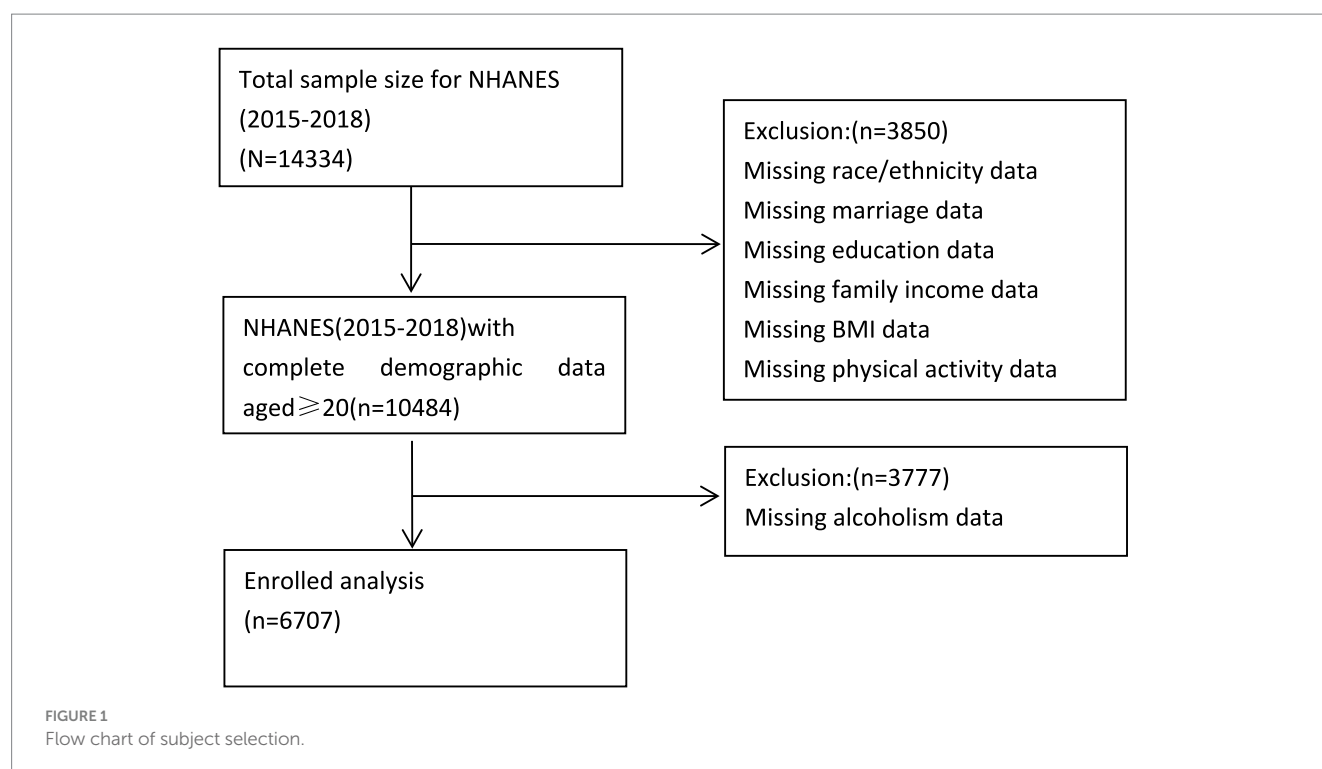 Total sample size for NHANES
(2015-2018)
(N=14334)
Exclusion:(n=3850)
Missing race/ethnicity data
Missing marriage data
Missing education data
Missing family income data
Missing BMI data
Missing physical activity data
NHANES(2015-2018)with
complete demographic data
aged≥20(n=10484)
Exclusion:(n=3777)
Missing alcoholism data
Enrolled analysis
(n=6707)
FIGURE 1
Flow chart of subject selection.